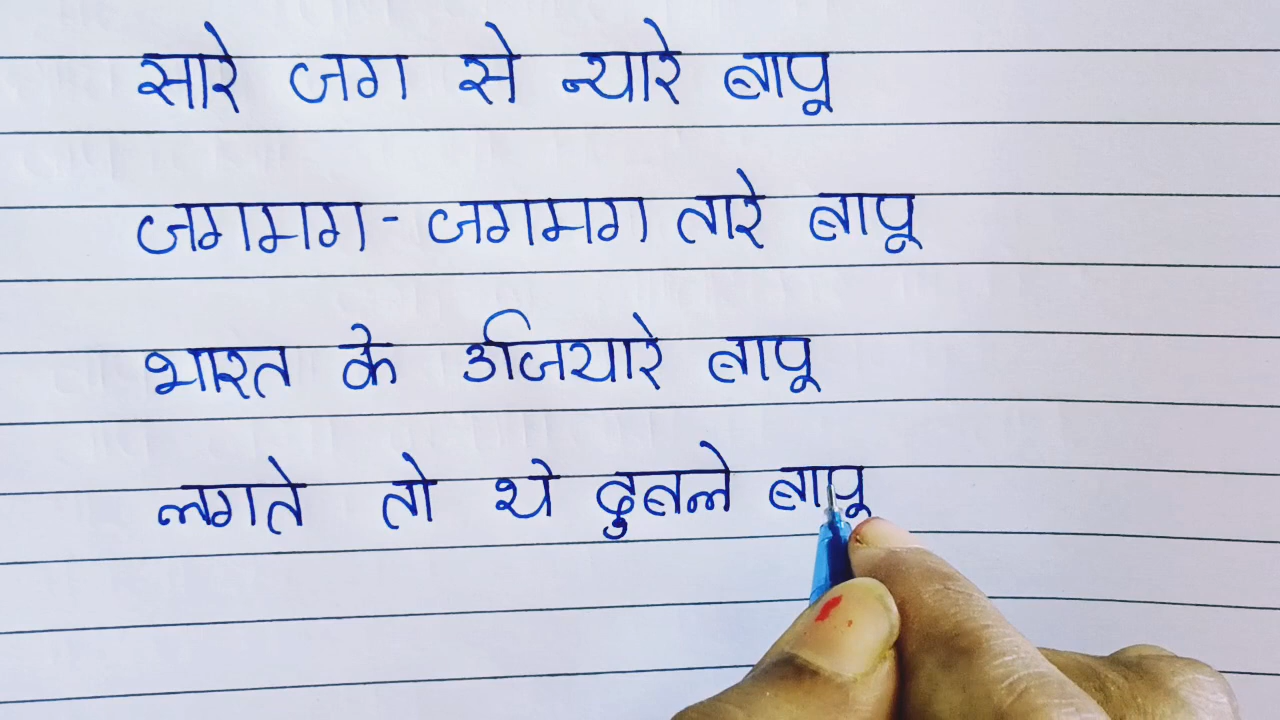 सारे जग से न्यारे बापू
जगमग-जगमग तारे बापू
भारत के उजियारे बापू
लगते तो थे दुबले बापू